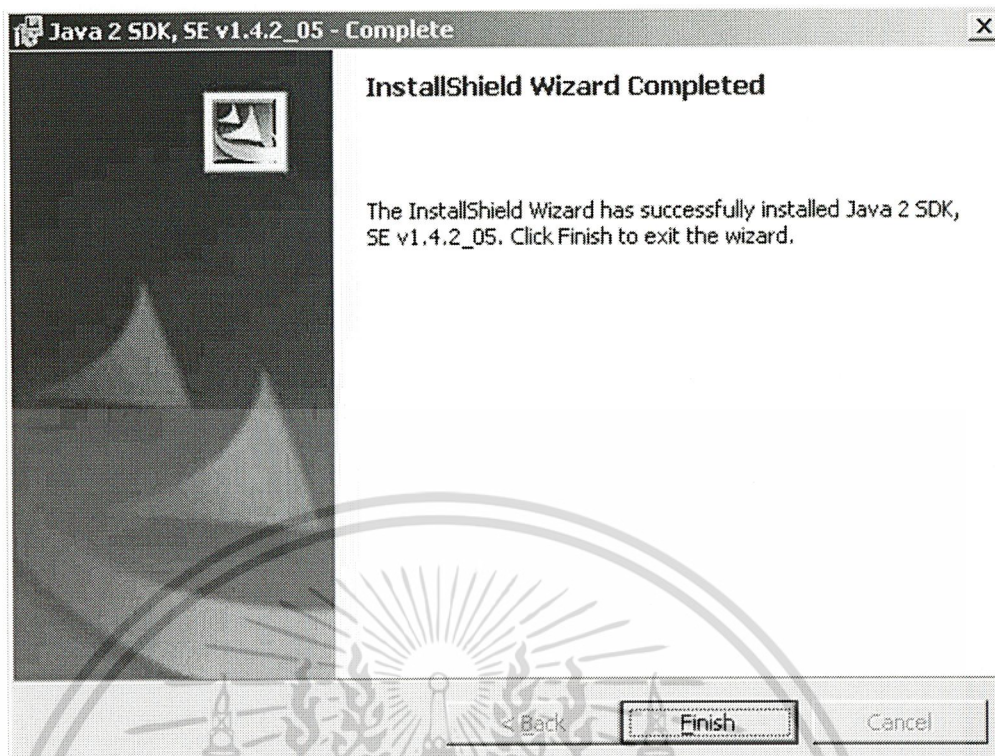 Java 2 SDK, SE v1.4.2_05 - Complete
InstallShield Wizard Completed
The InstallShield Wizard has successfully installed Java 2 SDK,
SE v1.4.2_05. Click Finish to exit the wizard.
< Back
Finish
Cancel